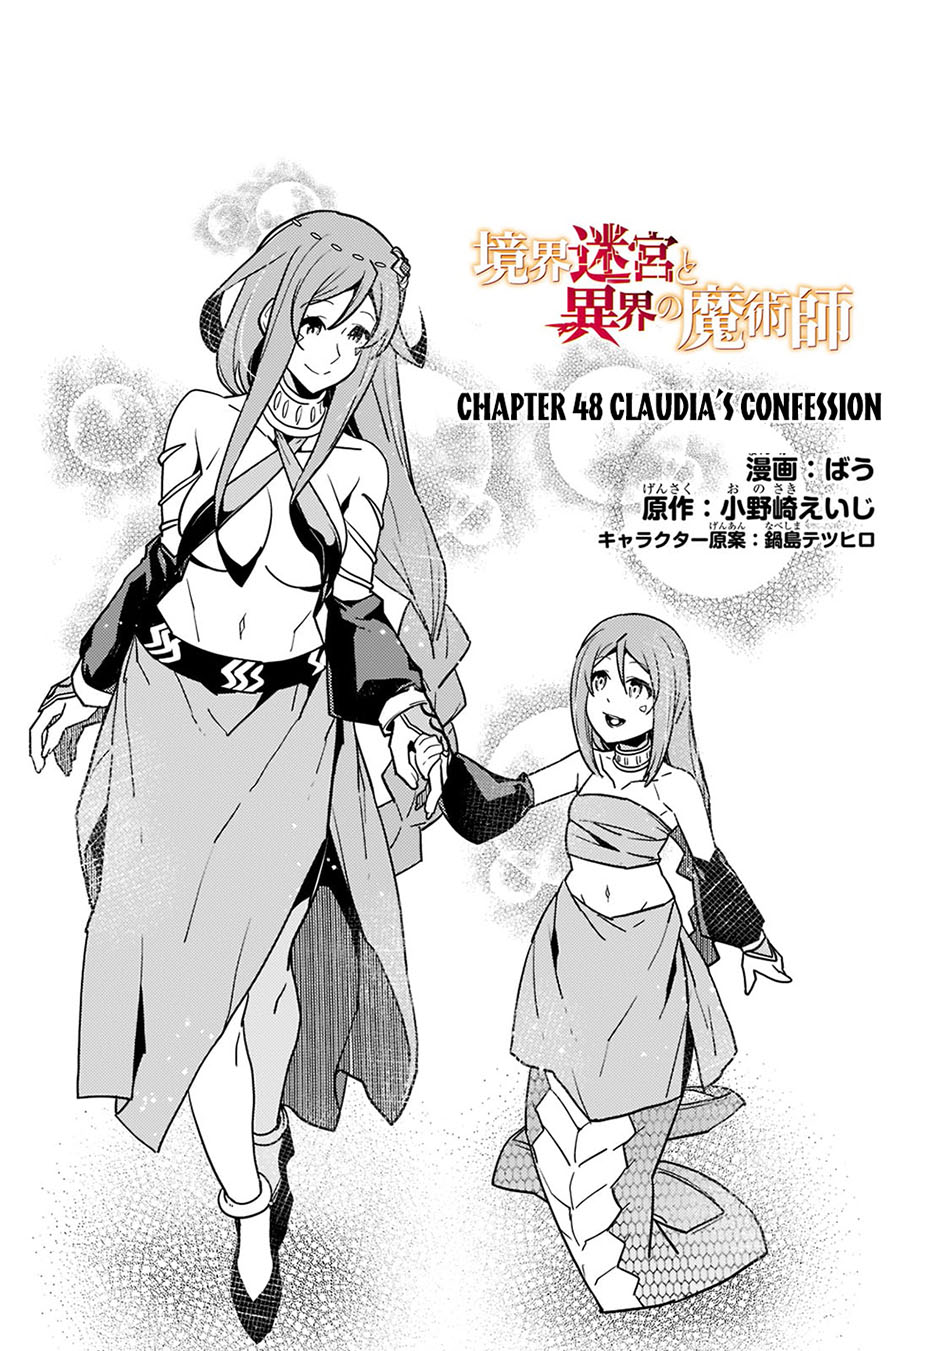 境界迷宮と
異界の魔術師
CHAPTER 48 CLAUDIA'S CONFESSION
漫画：ばう
げんさく お の さき
原作：小野崎えいじ
げんあん なべしま
キャラクター原案：鍋島テツヒロ